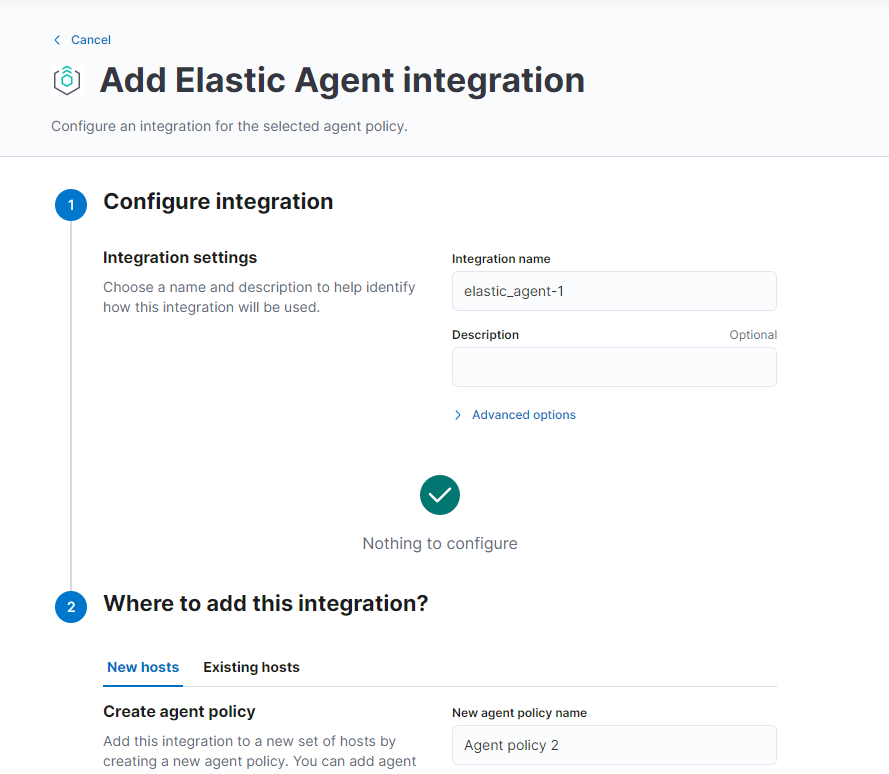 Cancel
Add Elastic Agent integration
Configure an integration for the selected agent policy.
1
Configure integration
Integration settings
Choose a name and description to help identify
how this integration will be used.
Integration name
elastic_agent-1
Description
Optional
Advanced options
Nothing to configure
2
Where to add this integration?
New hosts
Existing hosts
Create agent policy
Add this integration to a new set of hosts by
creating a new agent policy. You can add agent
New agent policy name
Agent policy 2